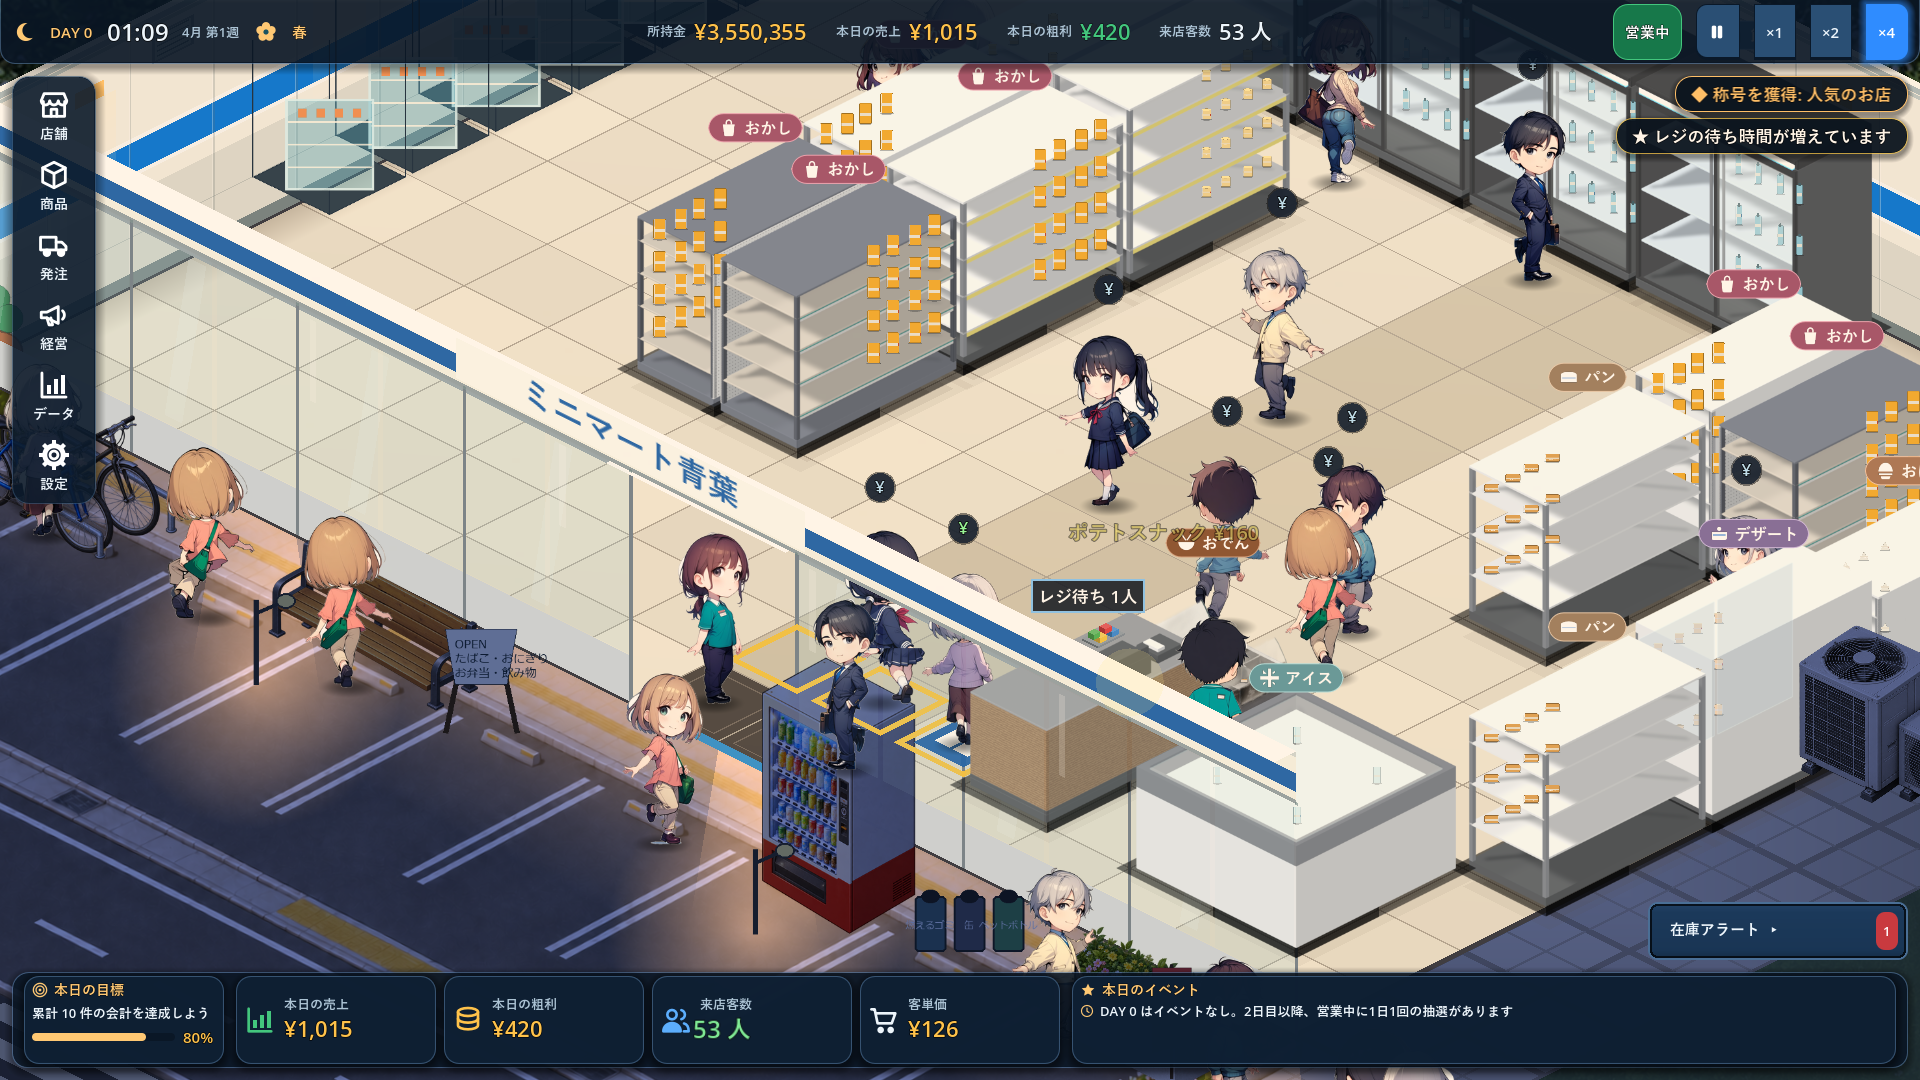 DAY 0 01:09 4月 第1週 春
所持金 ¥3,550,355 本日の売上 ¥1,015 本日の粗利 ¥420 来店客数 53 人
営業中 ×1 ×2 ×4
称号を獲得: 人気のお店
レジの待ち時間が増えています
店舗
商品
発注
経営
データ
設定
おかし
おかし
おかし
¥
¥
¥
おかし
おかし
パン
¥
¥
¥
¥
¥
¥
ミニマート青葉
ポテトスナック ¥160
おでん
デザート
レジ待ち 1人
パン
アイス
OPEN
たばこ・おにぎり
お弁当・飲み物
缶
ペットボトル
在庫アラート 1
本日の目標
累計 10 件の会計を達成しよう
80%
本日の売上
¥1,015
本日の粗利
¥420
来店客数
53 人
客単価
¥126
本日のイベント
DAY 0 はイベントなし。2日目以降、営業中に1日1回の抽選があります